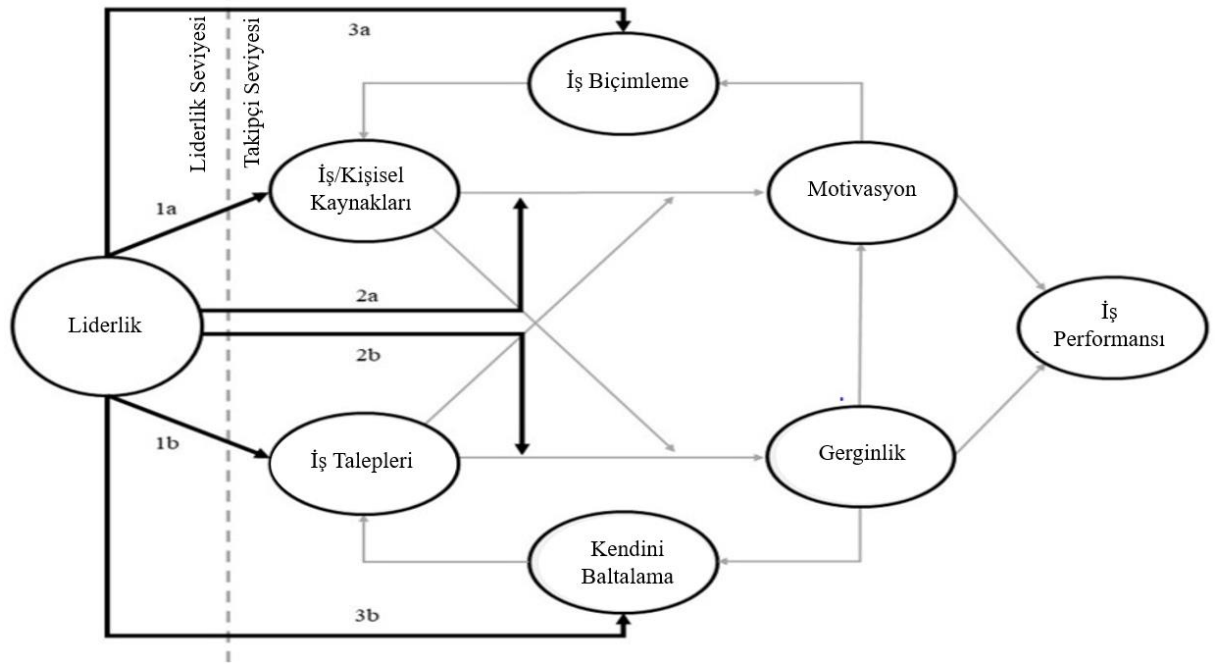 3a
Liderlik Seviyesi
Takipçi Seviyesi
İş Biçimleme
İş/Kişisel
Kaynakları
Motivasyon
1a
2a
Liderlik
İş
Performansı
2b
1b
İş Talepleri
Gerginlik
Kendini
Baltalama
3b